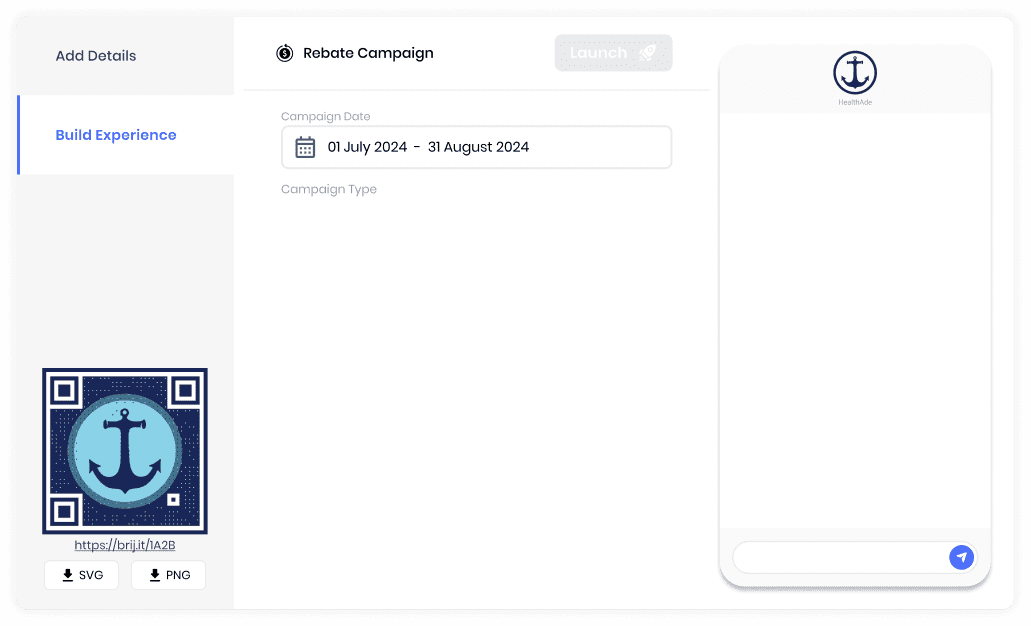 Add Details
Build Experience
https://brij.it/1A2B
SVG
PNG
Rebate Campaign
Launch
Campaign Date
01 July 2024 - 31 August 2024
Campaign Type
HealthAde